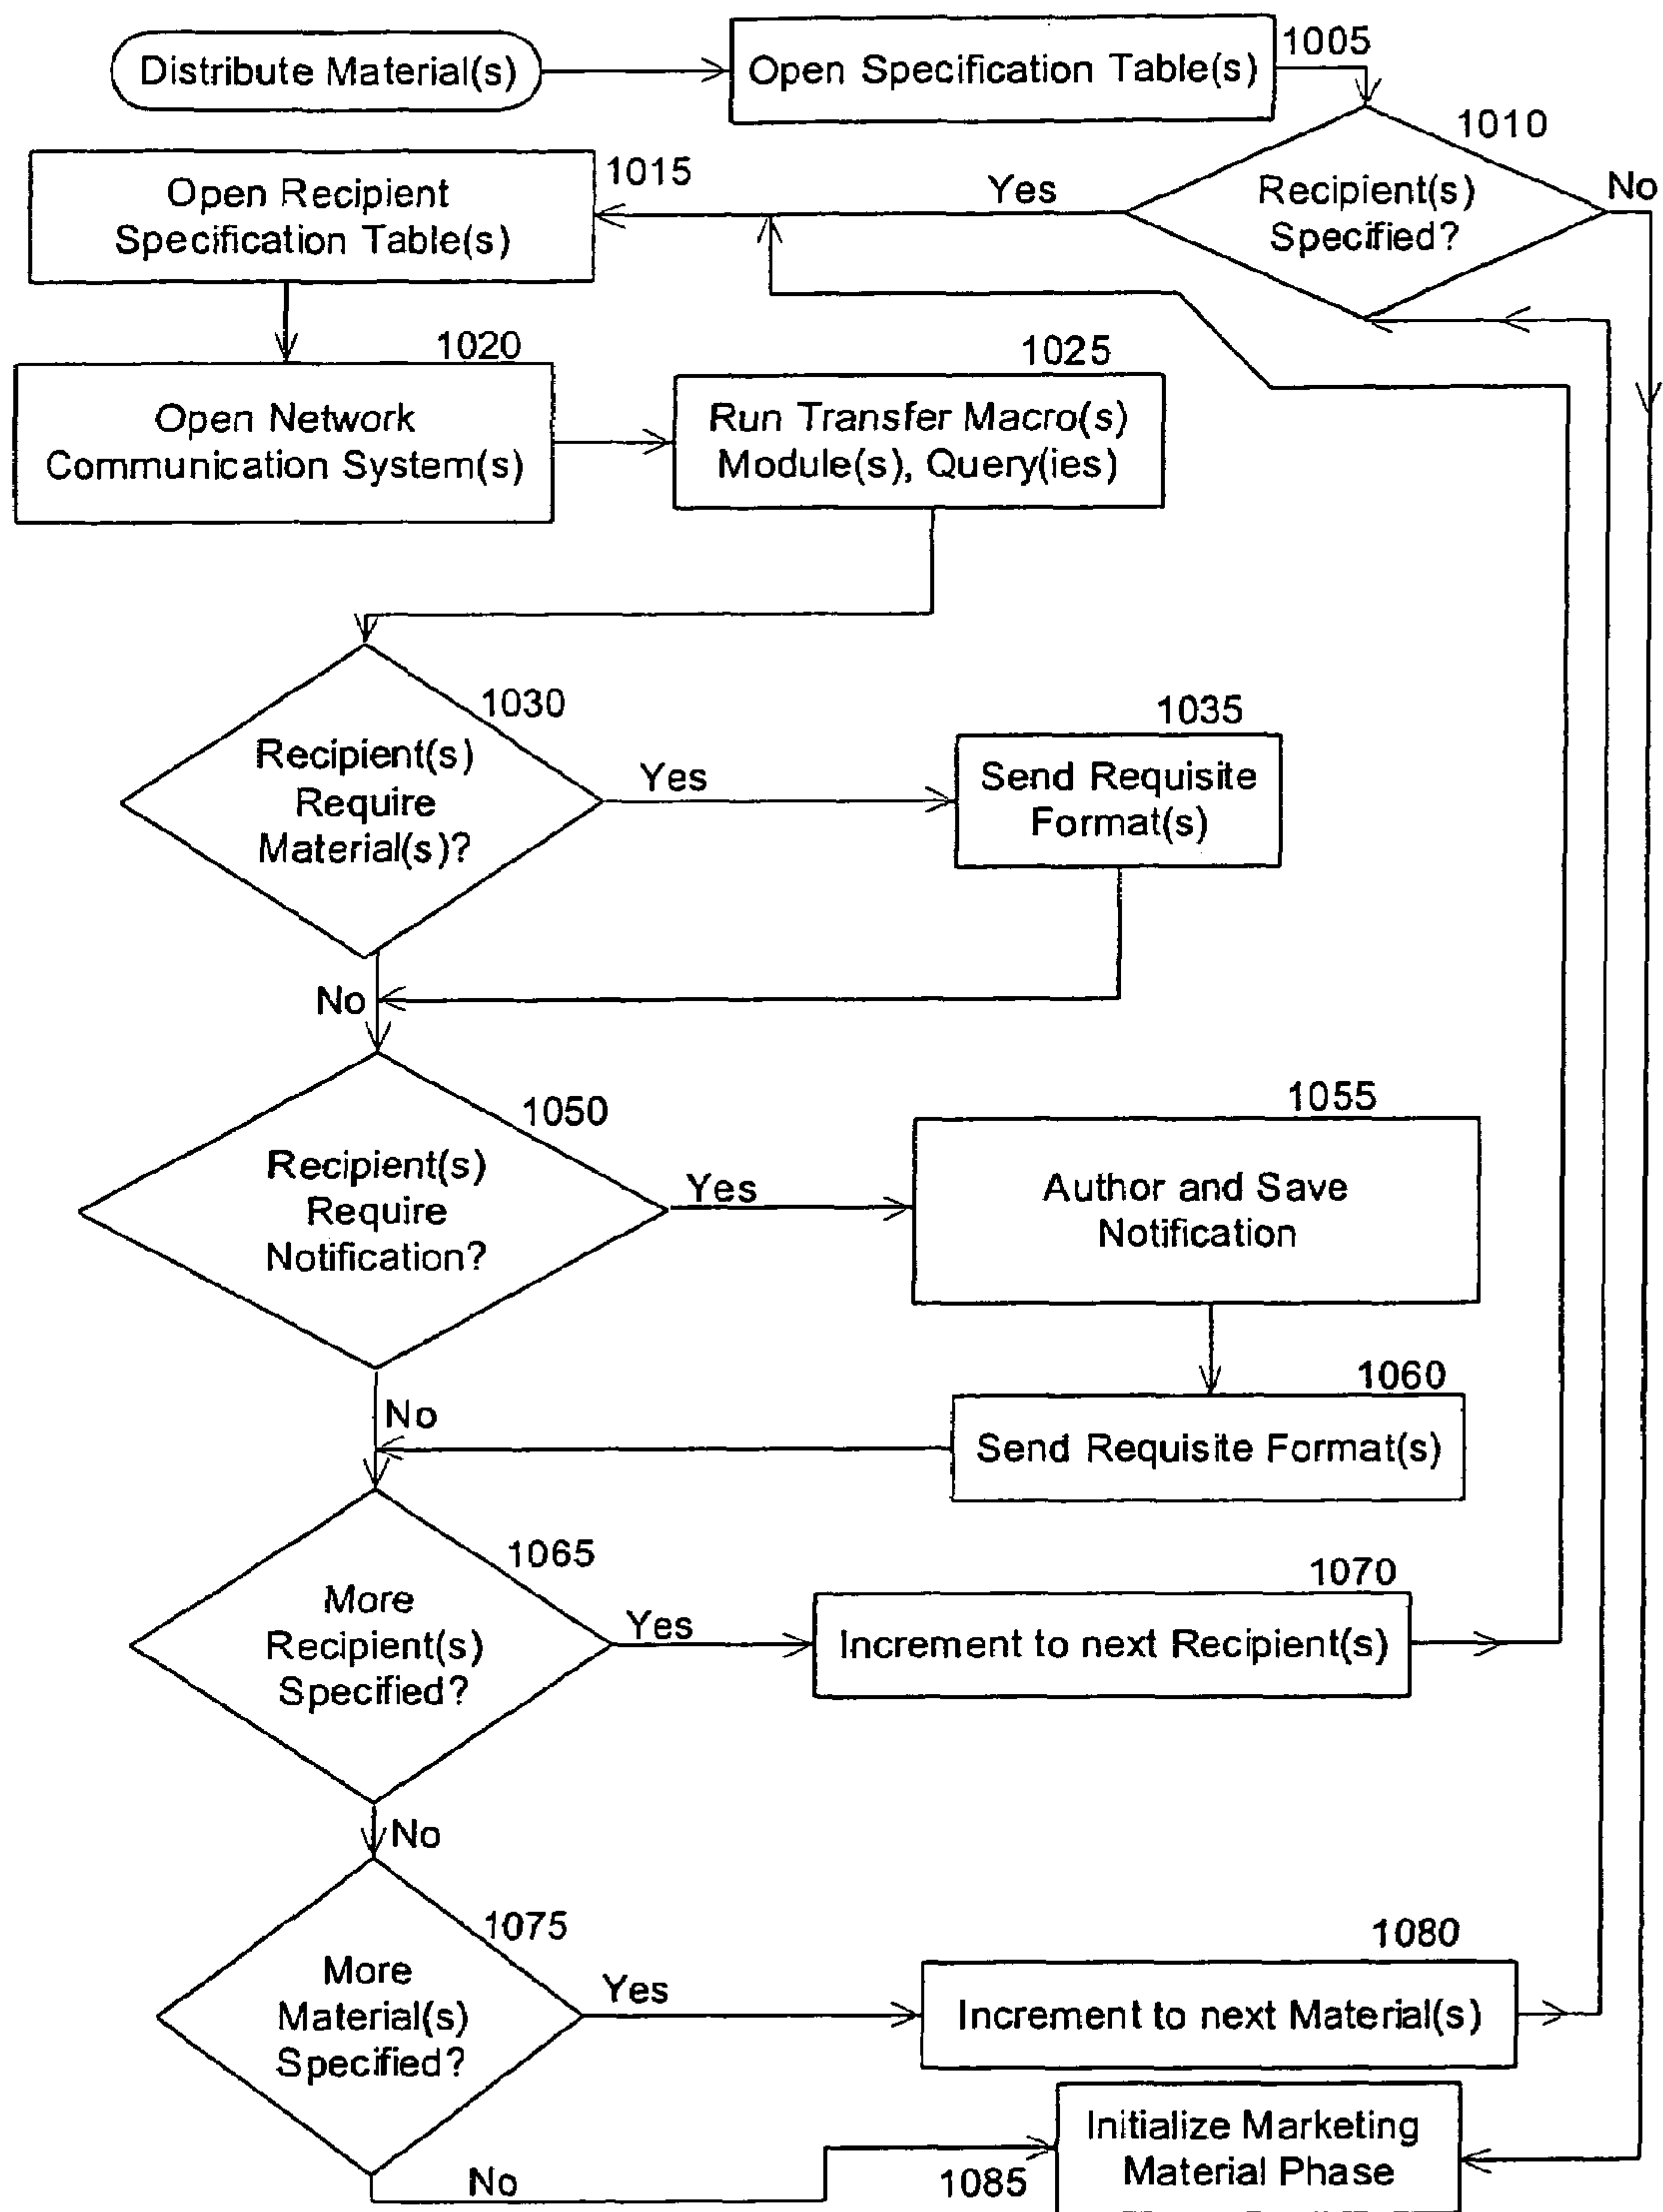 Distribute Material(s)
Open Specification Table(s)
1005
1010
Recipient(s)
Specified?
Yes
No
1015
Open Recipient
Specification Table(s)
1020
Open Network
Communication System(s)
1025
Run Transfer Macro(s)
Module(s), Query(ies)
1030
Recipient(s)
Require
Material(s)?
Yes
1035
Send Requisite
Format(s)
No
1050
Recipient(s)
Require
Notification?
Yes
1055
Author and Save
Notification
No
1060
Send Requisite Format(s)
1065
More
Recipient(s)
Specified?
Yes
1070
Increment to next Recipient(s)
No
1075
More
Material(s)
Specified?
Yes
1080
Increment to next Material(s)
No
1085
Initialize Marketing
Material Phase